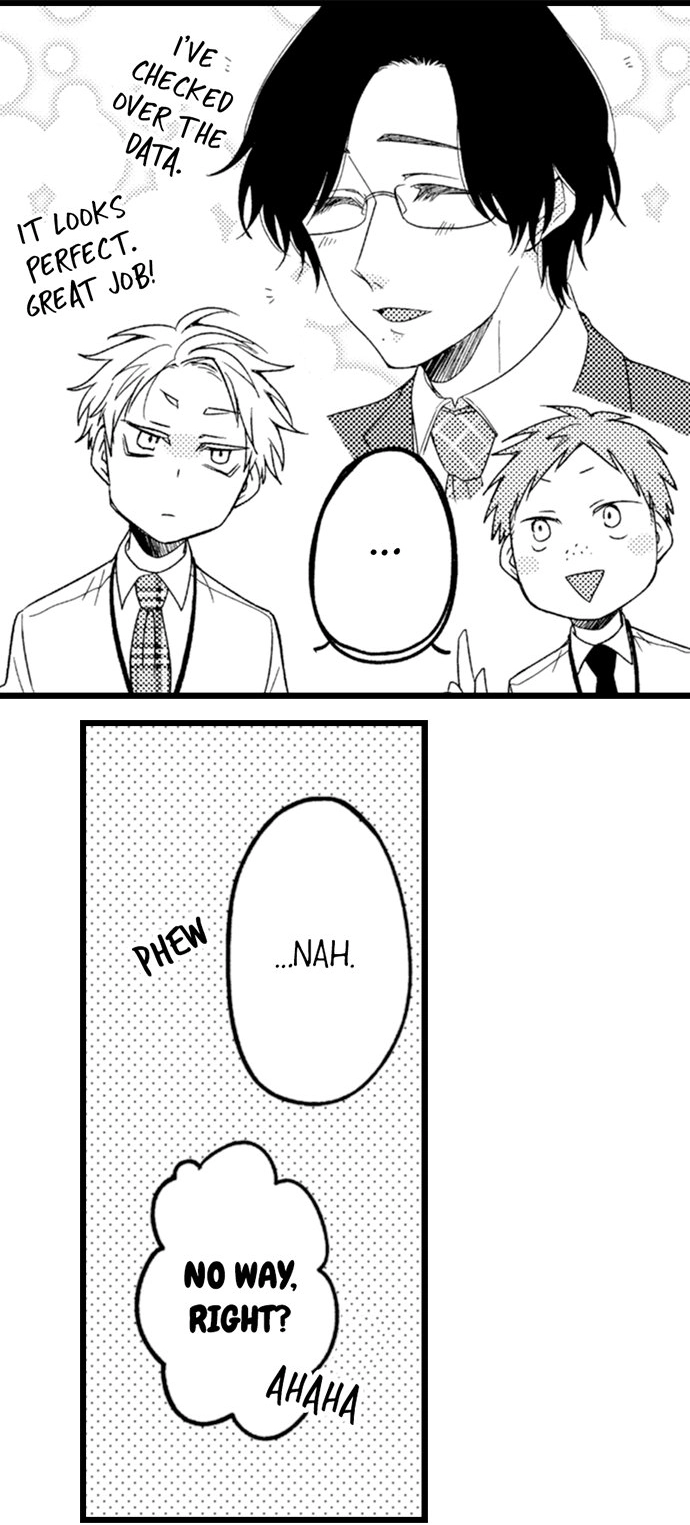 I'VE
CHECKED
OVER THE
DATA.
IT LOOKS
PERFECT.
GREAT JOB!
...
...NAH.
PHEW
NO WAY,
RIGHT?
AHAHA